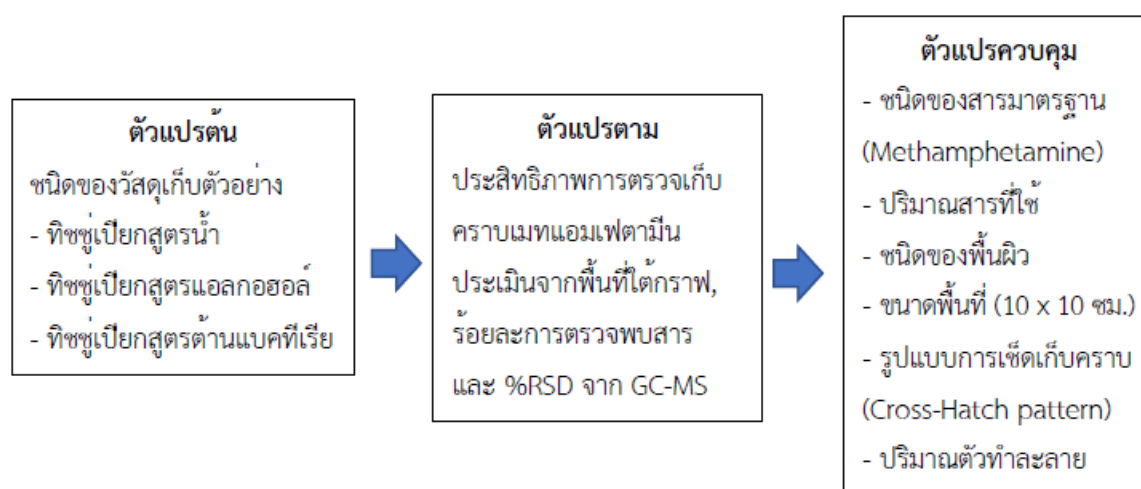 ตัวแปรต้น
ชนิดของวัสดุเก็บตัวอย่าง
- ทิชชู่เปียกสูตรน้ำ
- ทิชชู่เปียกสูตรแอลกอฮอล์
- ทิชชู่เปียกสูตรต้านแบคทีเรีย
ตัวแปรตาม
ประสิทธิภาพการตรวจเก็บ
คราบเมทแอมเฟตามีน
ประเมินจากพื้นที่ใต้กราฟ,
ร้อยละการตรวจพบสาร
และ %RSD จาก GC-MS
ตัวแปรควบคุม
- ชนิดของสารมาตรฐาน
(Methamphetamine)
- ปริมาณสารที่ใช้
- ชนิดของพื้นผิว
- ขนาดพื้นที่ (10 x 10 ซม.)
- รูปแบบการเช็ดเก็บคราบ
(Cross-Hatch pattern)
- ปริมาณตัวทำละลาย